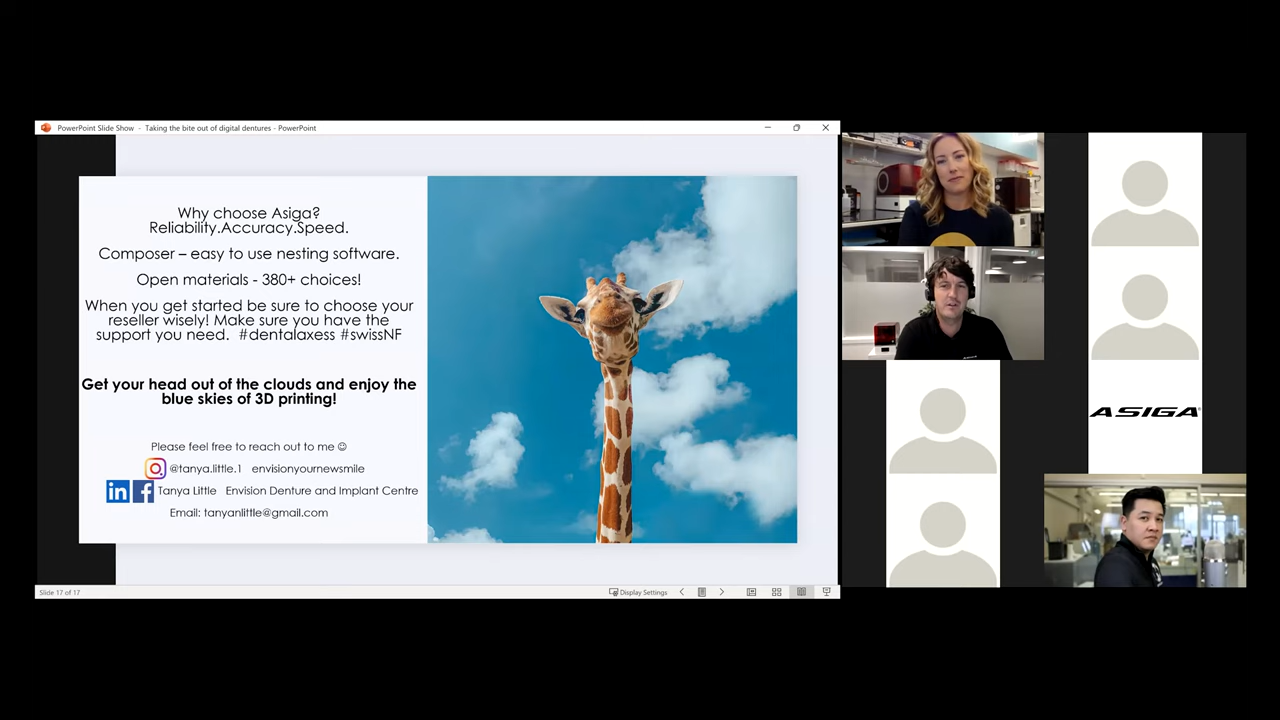 PowerPoint Slide Show - Taking the bite out of digital dentures - PowerPoint
Why choose Asiga?
Reliability.Accuracy.Speed.
Composer – easy to use nesting software.
Open materials - 380+ choices!
When you get started be sure to choose your
reseller wisely! Make sure you have the
support you need. #dentalaxess #swissNF
Get your head out of the clouds and enjoy the
blue skies of 3D printing!
Please feel free to reach out to me ☺
@tanya.little.1 envisionyournewsmile
in f Tanya Little Envision Denture and Implant Centre
Email: tanyanlittle@gmail.com
Slide 17 of 17
Display Settings
ASIGA